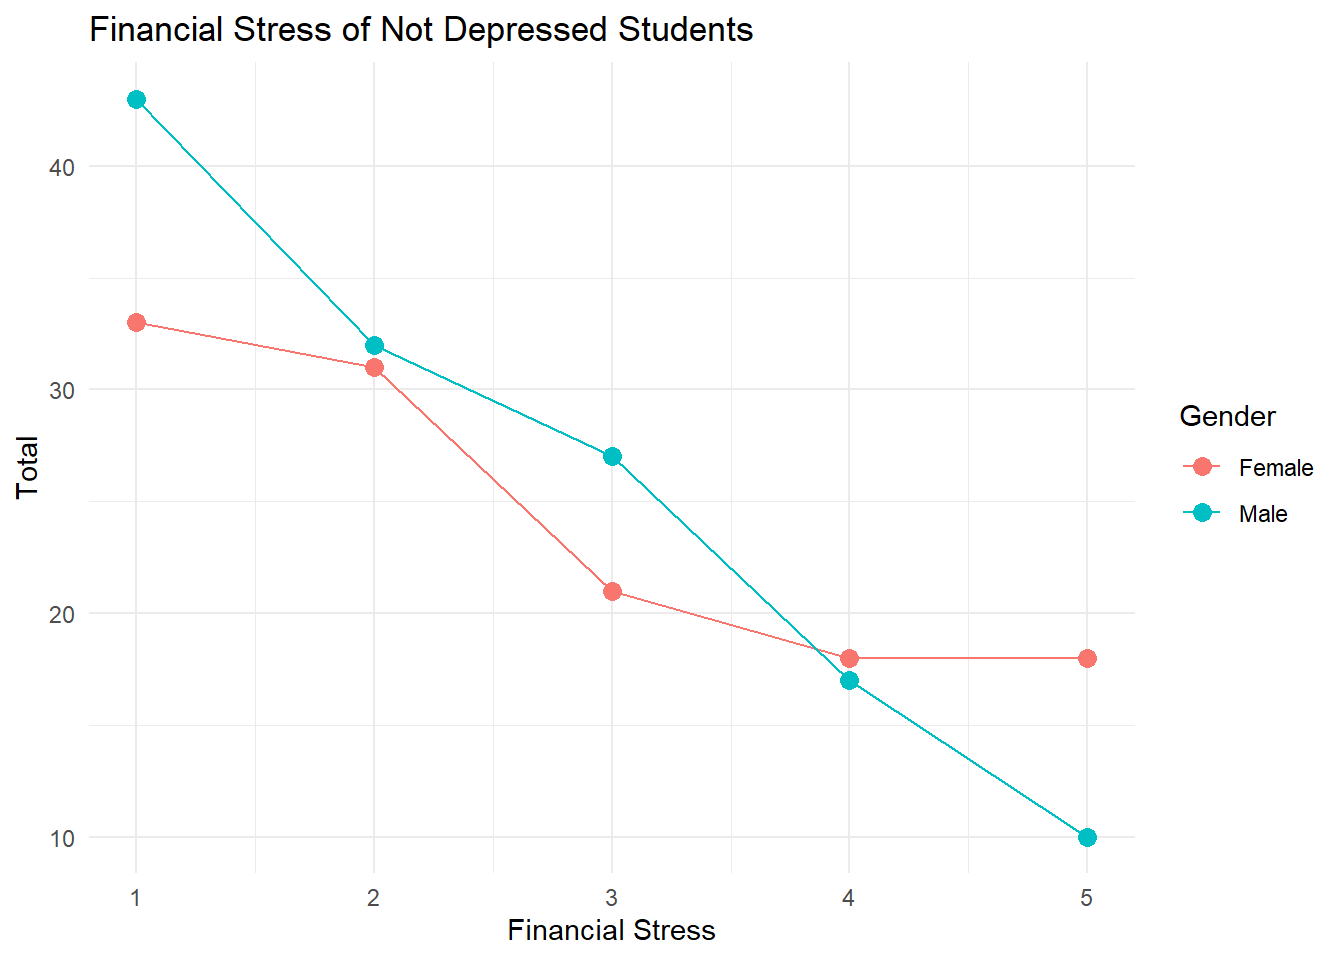 Financial Stress of Not Depressed Students
40
30
20
10
Total
1 2 3 4 5
Financial Stress
Gender
Female
Male